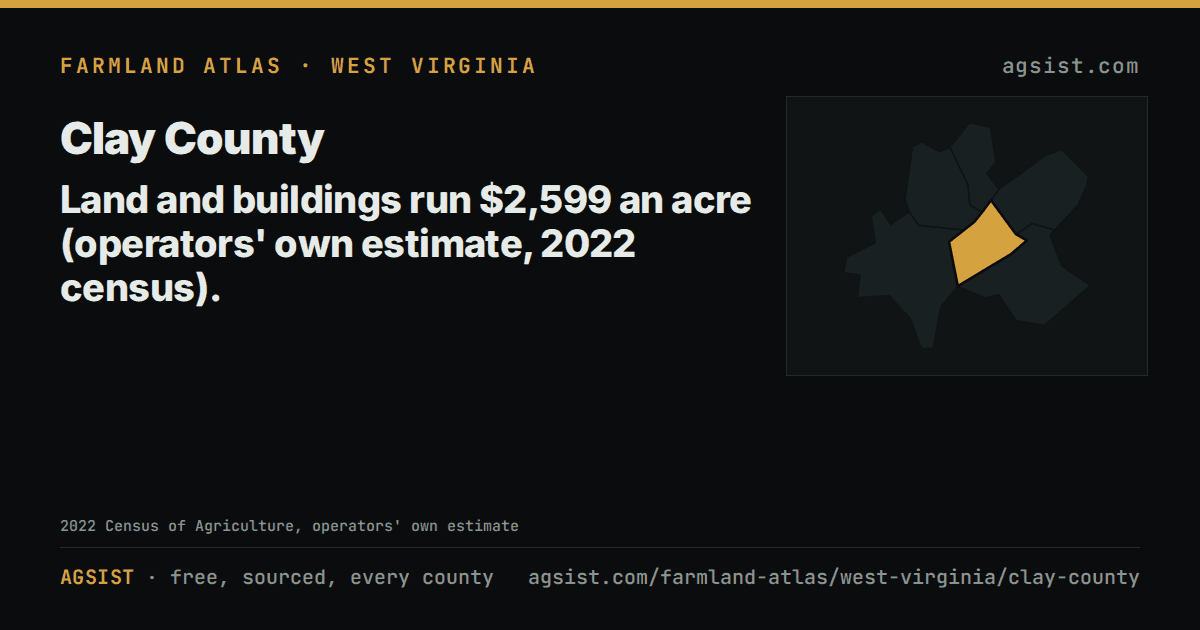 FARMLAND ATLAS · WEST VIRGINIA
agsist.com
Clay County
Land and buildings run $2,599 an acre
(operators' own estimate, 2022
census).
2022 Census of Agriculture, operators' own estimate
AGSIST · free, sourced, every county
agsist.com/farmland-atlas/west-virginia/clay-county